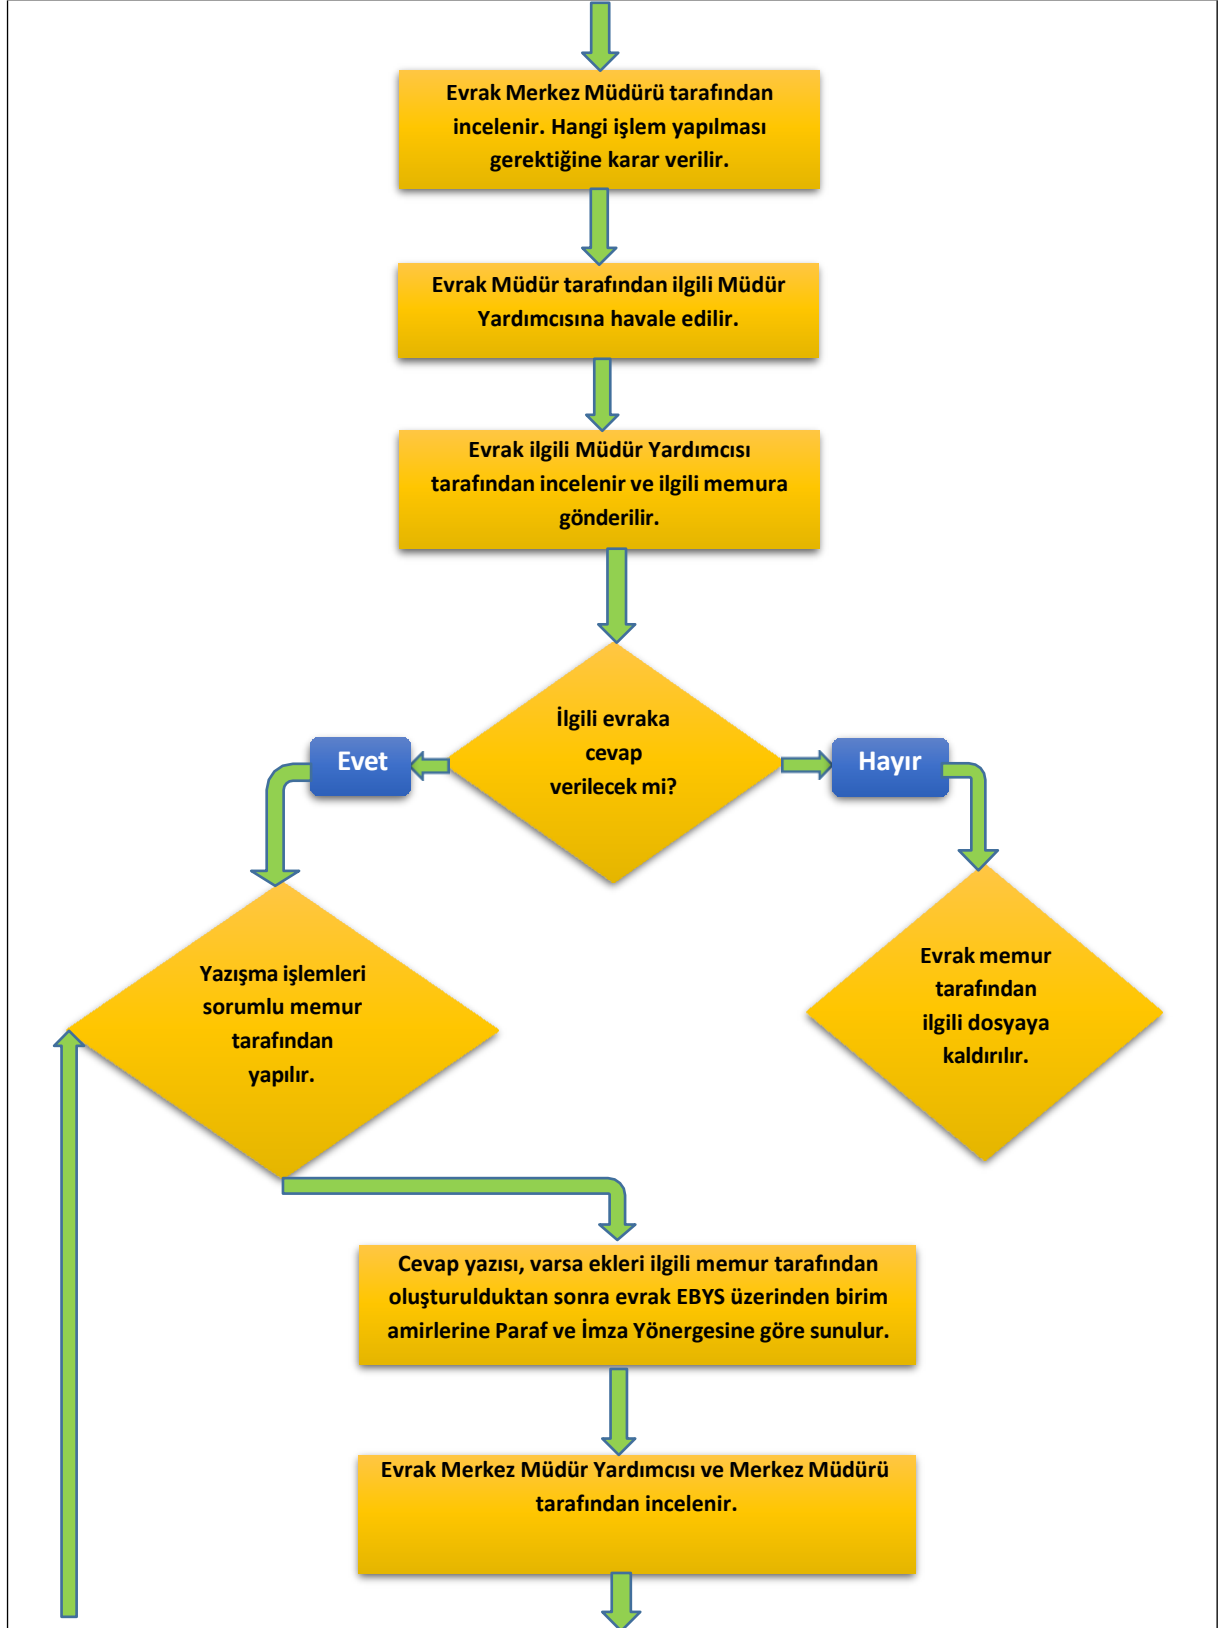 Evrak Merkez Müdürü tarafından
incelenir. Hangi işlem yapılması
gerektiğine karar verilir.
Evrak Müdür tarafından ilgili Müdür
Yardımcısına havale edilir.
Evrak ilgili Müdür Yardımcısı
tarafından incelenir ve ilgili memura
gönderilir.
İlgili evraka
cevap
verilecek mi?
Evet
Hayır
Yazışma işlemleri
sorumlu memur
tarafından
yapılır.
Evrak memur
tarafından
ilgili dosyaya
kaldırılır.
Cevap yazısı, varsa ekleri ilgili memur tarafından
oluşturulduktan sonra evrak EBYS üzerinden birim
amirlerine Paraf ve İmza Yönergesine göre sunulur.
Evrak Merkez Müdür Yardımcısı ve Merkez Müdürü
tarafından incelenir.